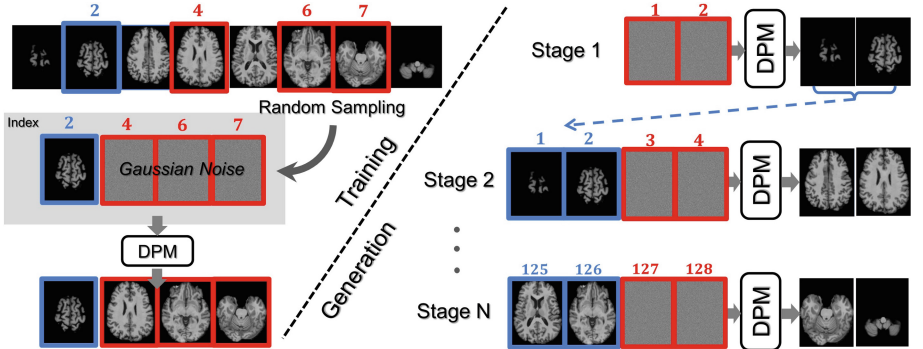 2 4 6 7
Random Sampling
Index
2 4 6 7
Gaussian Noise
DPM
Training
Generation
Stage 1
1 2
DPM
Stage 2
1 2 3 4
DPM
Stage N
125 126 127 128
DPM